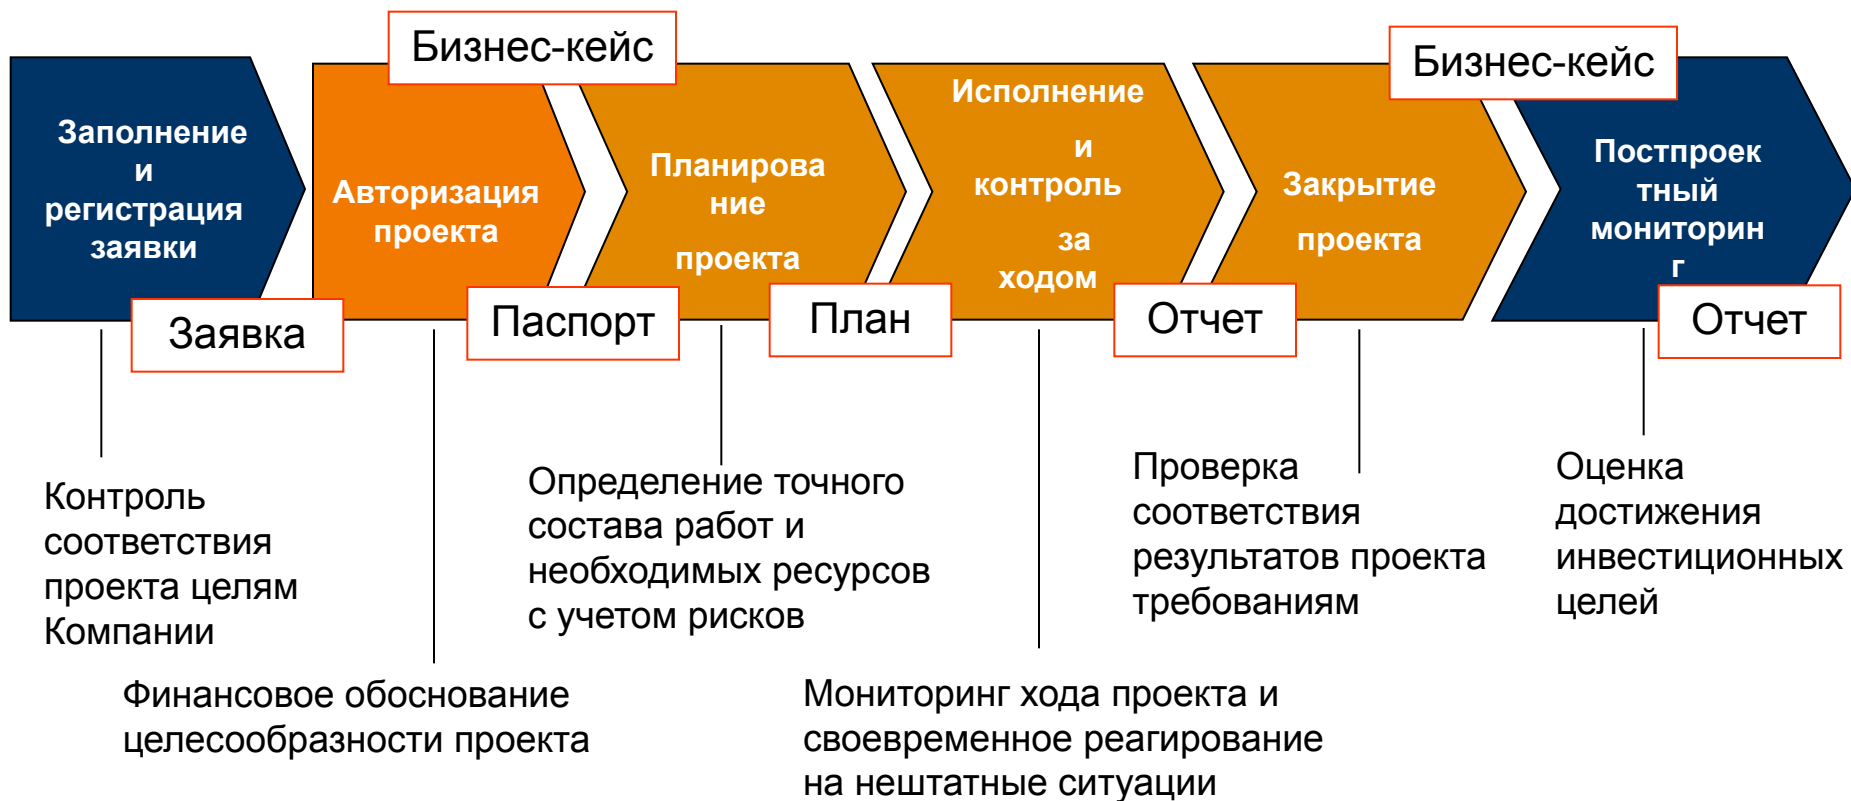 Бизнес-кейс
Бизнес-кейс
Заполнение
и
регистрация
заявки
Авторизация
проекта
Планирова
ние
проекта
Исполнение
и
контроль
за
ходом
Закрытие
проекта
Постпроек
тный
мониторин
г
Заявка
Паспорт
План
Отчет
Отчет
Контроль
соответствия
проекта целям
Компании
Финансовое обоснование
целесообразности проекта
Определение точного
состава работ и
необходимых ресурсов
с учетом рисков
Мониторинг хода проекта и
своевременное реагирование
на нештатные ситуации
Проверка
соответствия
результатов проекта
требованиям
Оценка
достижения
инвестиционных
целей